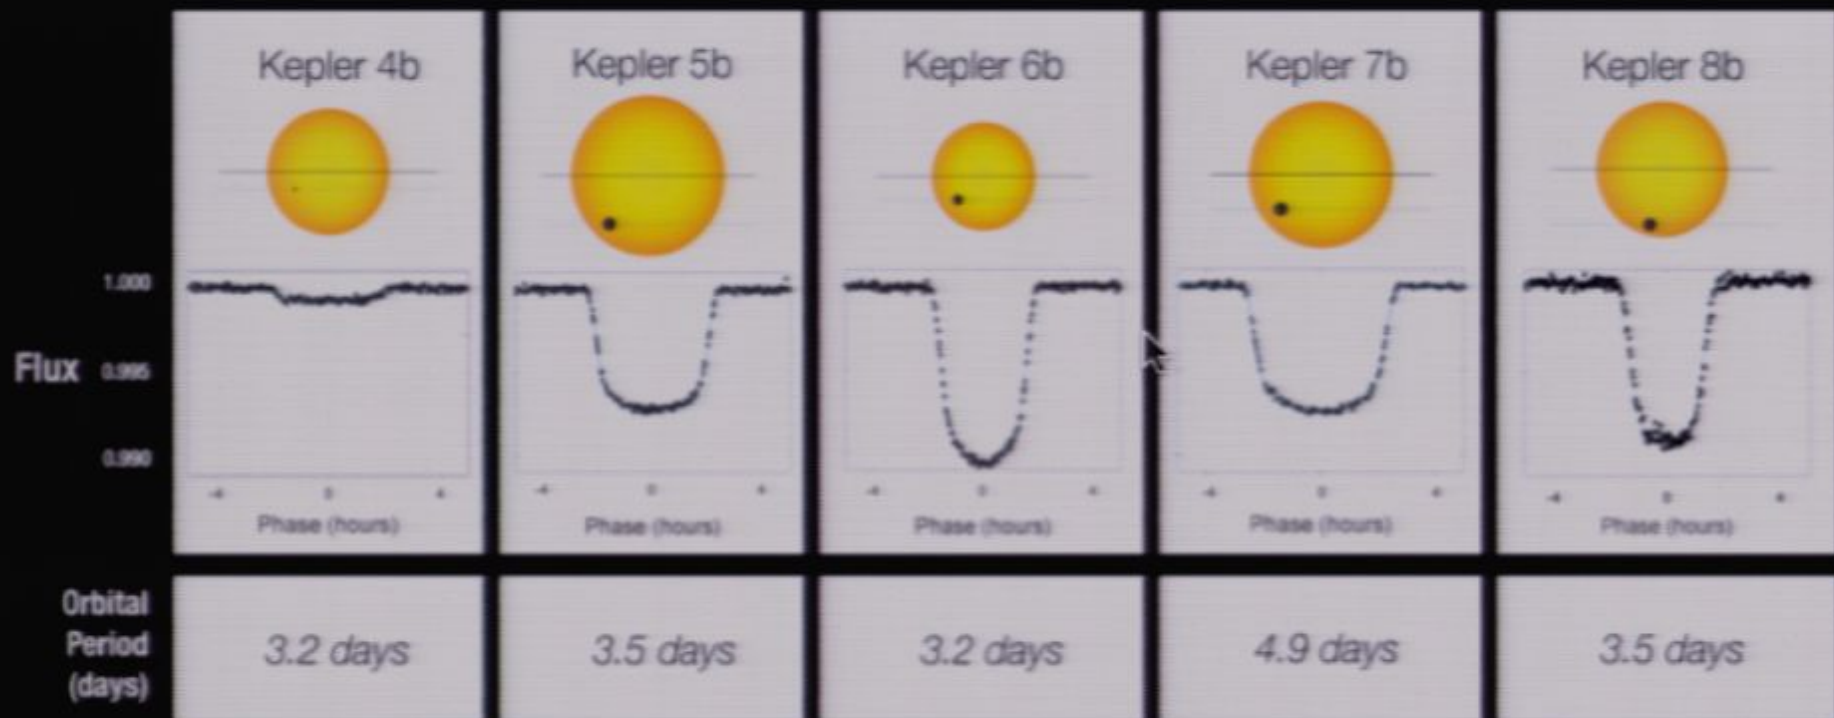 Kepler 4b Kepler 5b Kepler 6b Kepler 7b Kepler 8b
1.000
Flux 0.995
0.990
-4 0 4 -4 0 4 -4 0 4 -4 0 4 -4 0 4
Phase (hours) Phase (hours) Phase (hours) Phase (hours) Phase (hours)
Orbital
Period
(days)
3.2 days 3.5 days 3.2 days 4.9 days 3.5 days